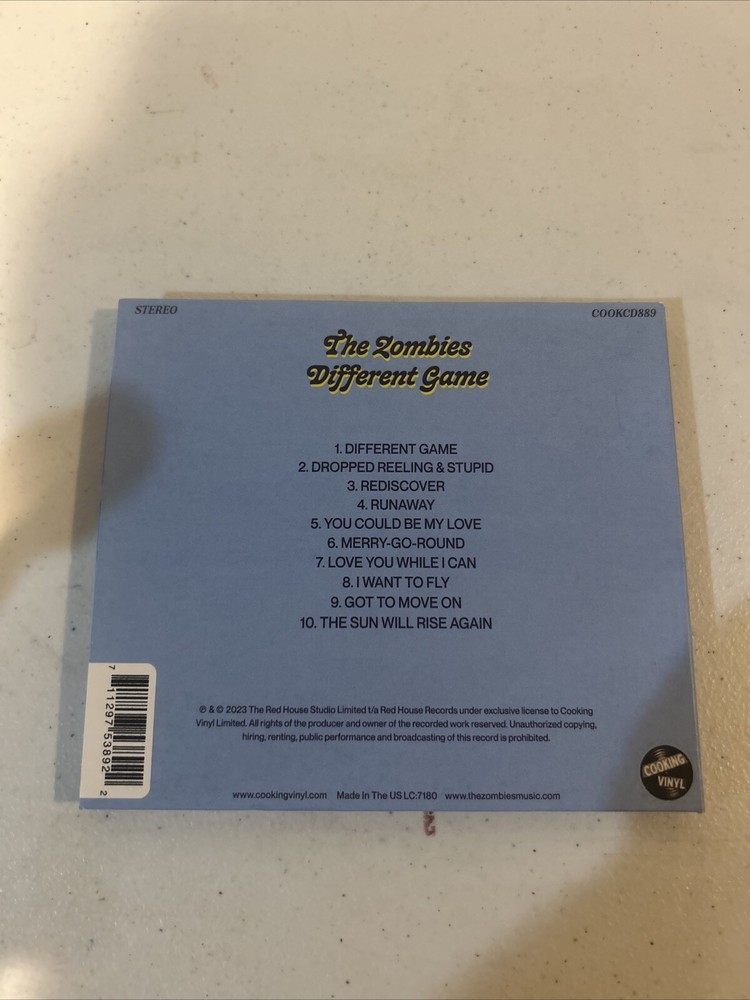 STEREO
COOKCD889
The Zombies
Different Game
1. DIFFERENT GAME
2. DROPPED REELING & STUPID
3. REDISCOVER
4. RUNAWAY
5. YOU COULD BE MY LOVE
6. MERRY-GO-ROUND
7. LOVE YOU WHILE I CAN
8. I WANT TO FLY
9. GOT TO MOVE ON
10. THE SUN WILL RISE AGAIN
7 11297 53892 2
℗ & © 2023 The Red House Studio Limited t/a Red House Records under exclusive license to Cooking
Vinyl Limited. All rights of the producer and owner of the recorded work reserved. Unauthorized copying,
hiring, renting, public performance and broadcasting of this record is prohibited.
COOKING
VINYL
www.cookingvinyl.com Made In The US LC:7180 www.thezombiesmusic.com